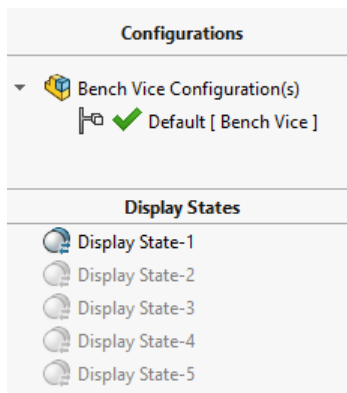 Configurations
Bench Vice Configuration(s)
Default [ Bench Vice ]
Display States
Display State-1
Display State-2
Display State-3
Display State-4
Display State-5